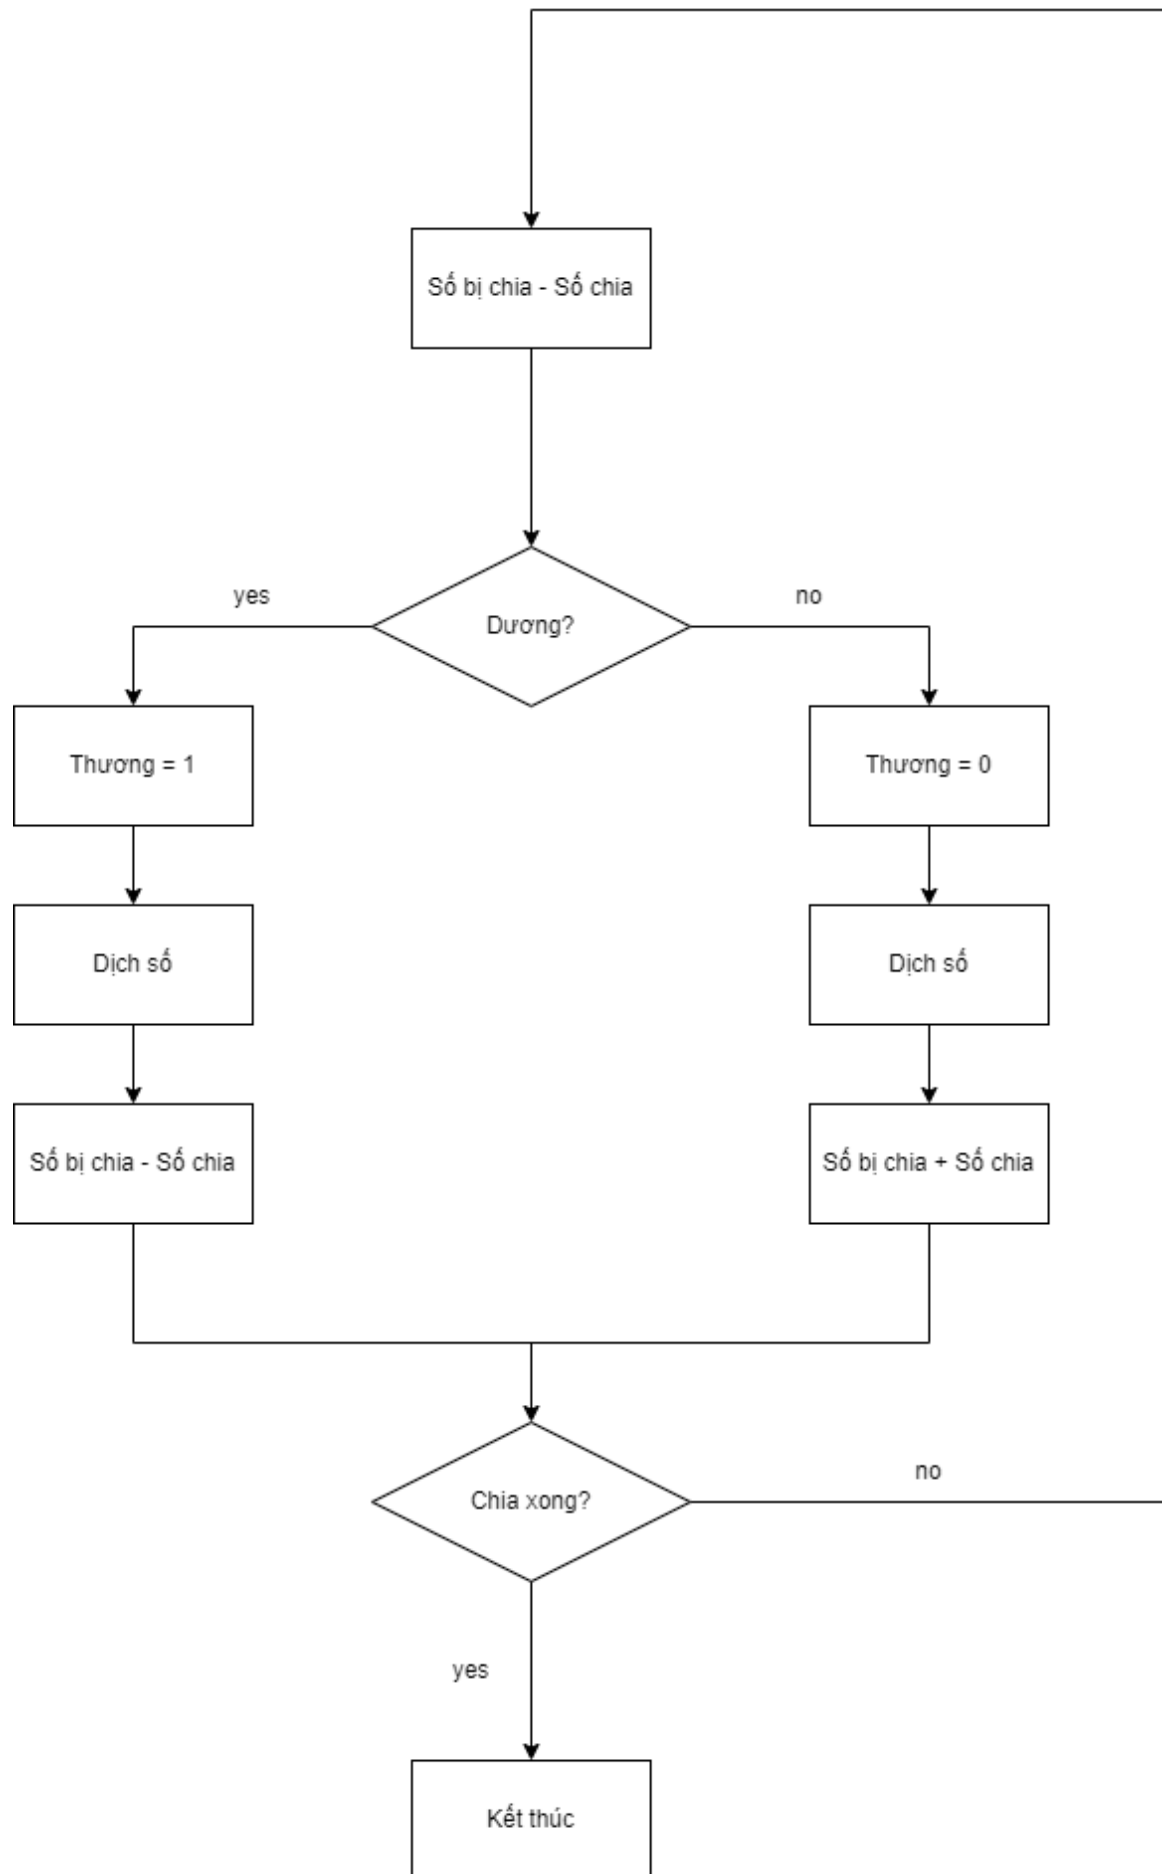 Số bị chia - Số chia
Dương?
yes
no
Thương = 1
Thương = 0
Dịch số
Dịch số
Số bị chia - Số chia
Số bị chia + Số chia
Chia xong?
no
yes
Kết thúc